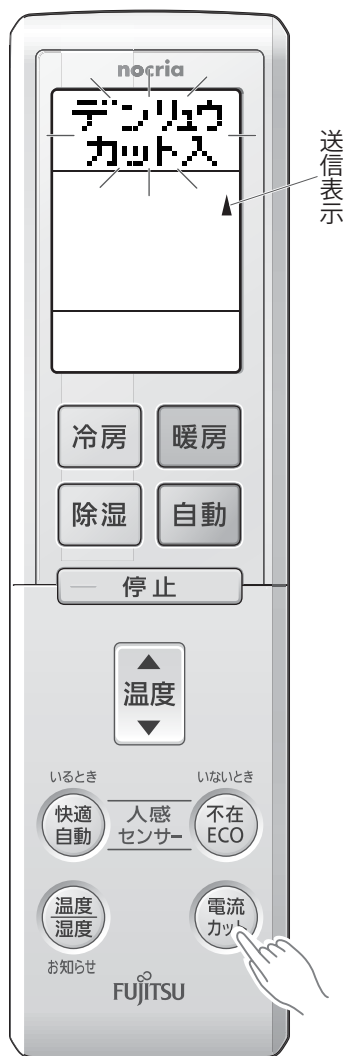 nocria
デンリュウ
カット入
送信表示
冷房
暖房
除湿
自動
停止
温度
いるとき
いないとき
快適
自動
人感
センサー
不在
ECO
温度
湿度
電流
カット
お知らせ
FUJITSU